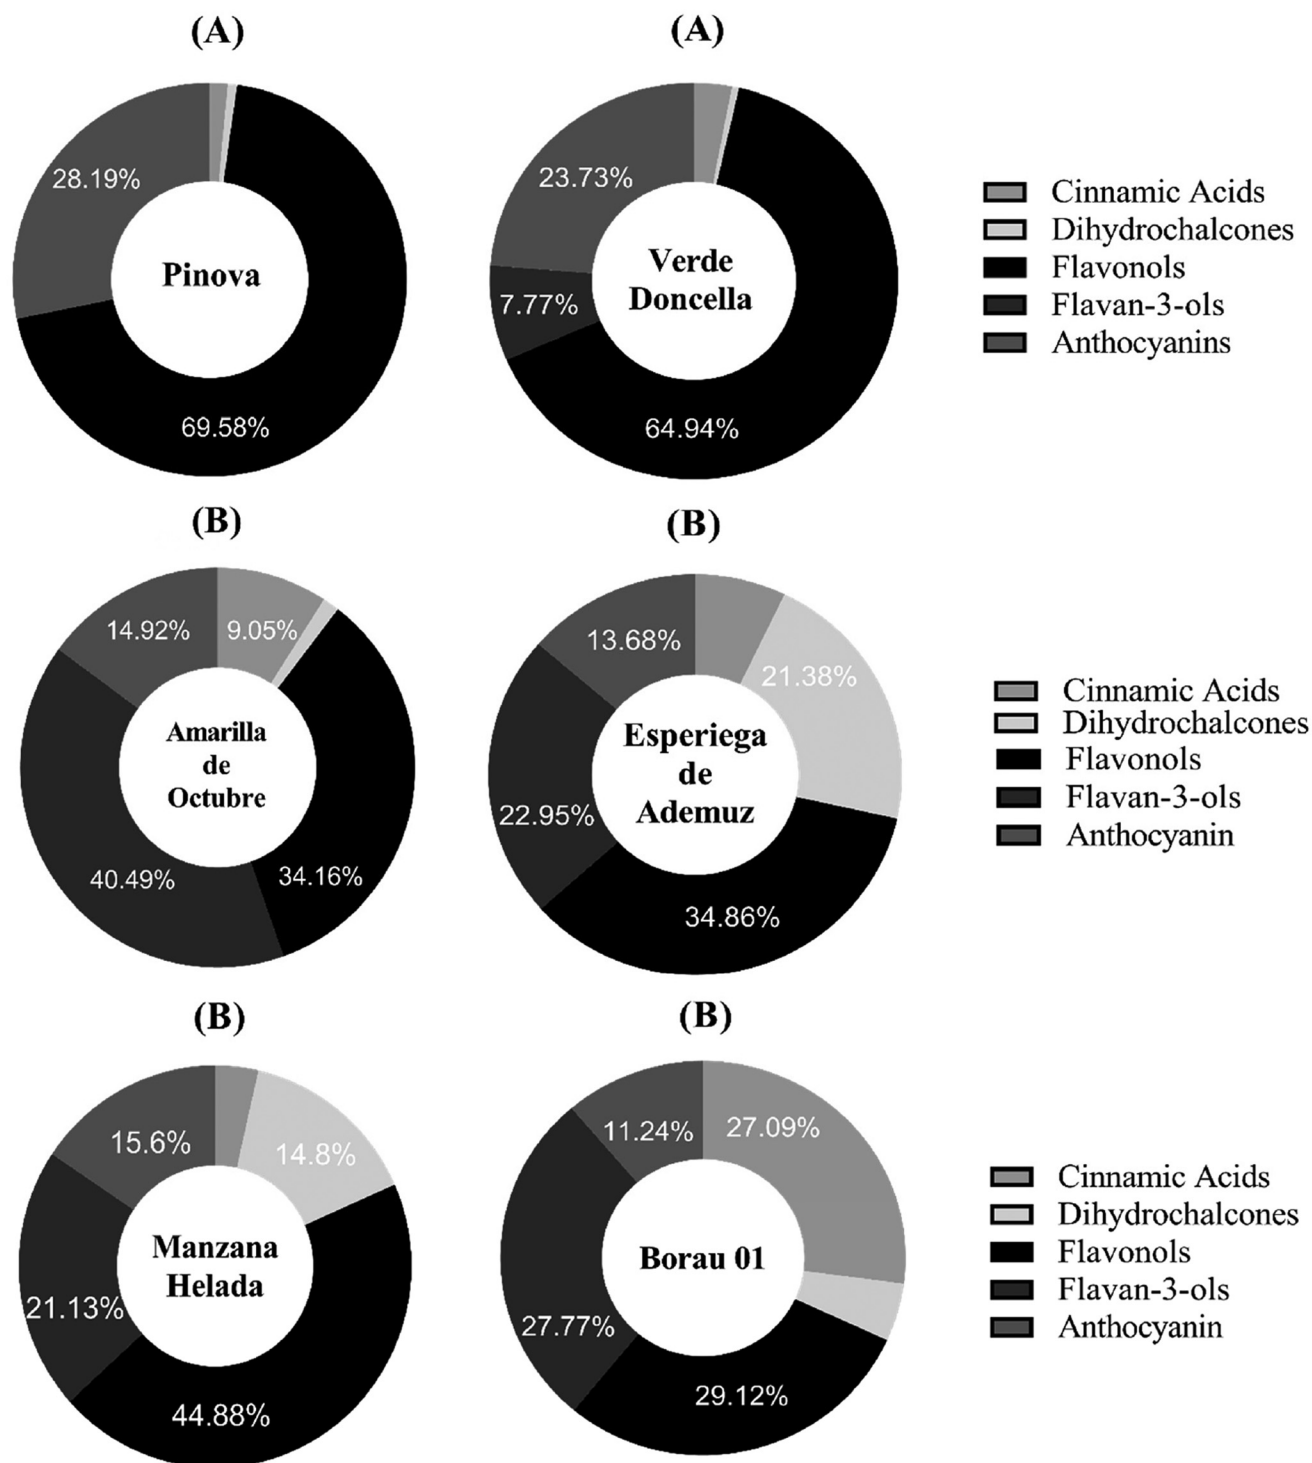 (A)
(A)
28.19%
Pinova
69.58%
23.73%
Verde
Doncella
7.77%
64.94%
Cinnamic Acids
Dihydrochalcones
Flavonols
Flavan-3-ols
Anthocyanins
(B)
(B)
14.92%
9.05%
Amarilla
de
Octubre
40.49%
34.16%
13.68%
21.38%
Esperiega
de
Ademuz
22.95%
34.86%
Cinnamic Acids
Dihydrochalcones
Flavonols
Flavan-3-ols
Anthocyanin
(B)
(B)
15.6%
14.8%
Manzana
Helada
21.13%
44.88%
11.24%
27.09%
Borau 01
27.77%
29.12%
Cinnamic Acids
Dihydrochalcones
Flavonols
Flavan-3-ols
Anthocyanin